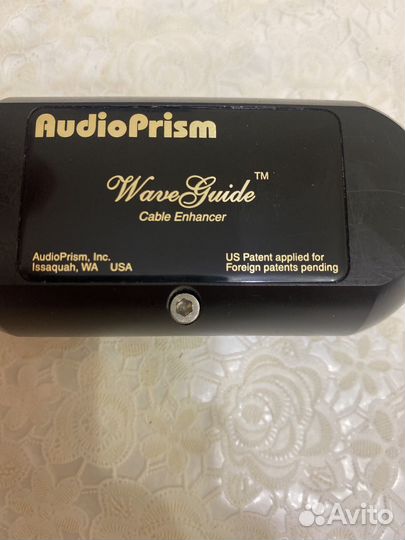 AudioPrism
WaveGuide™
Cable Enhancer
AudioPrism, Inc.
Issaquah, WA USA
US Patent applied for
Foreign patents pending
Avito